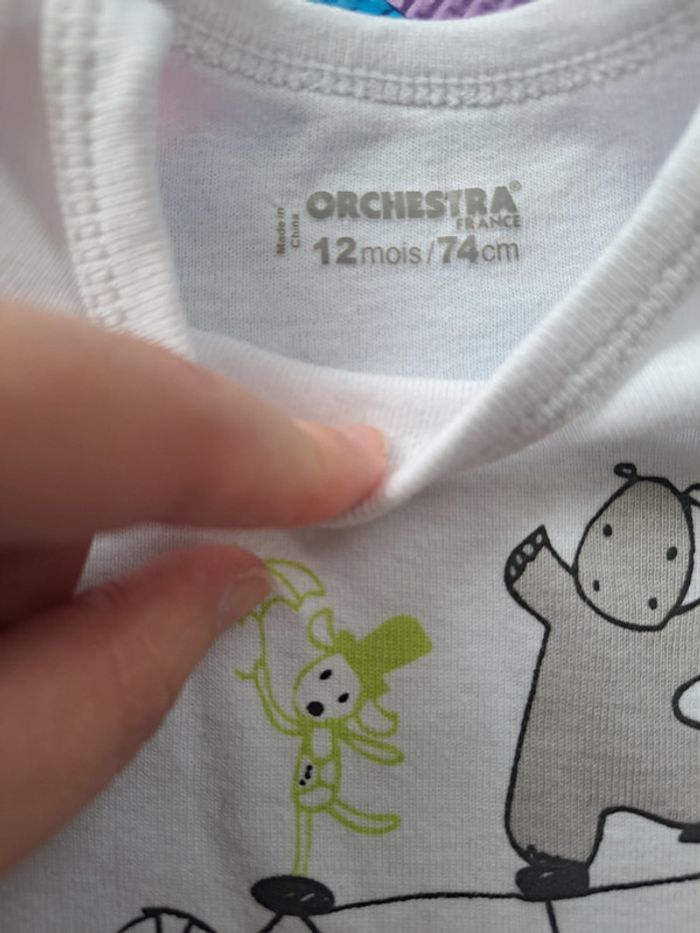 Made in
China
ORCHESTRA®
FRANCE
12mois/74cm